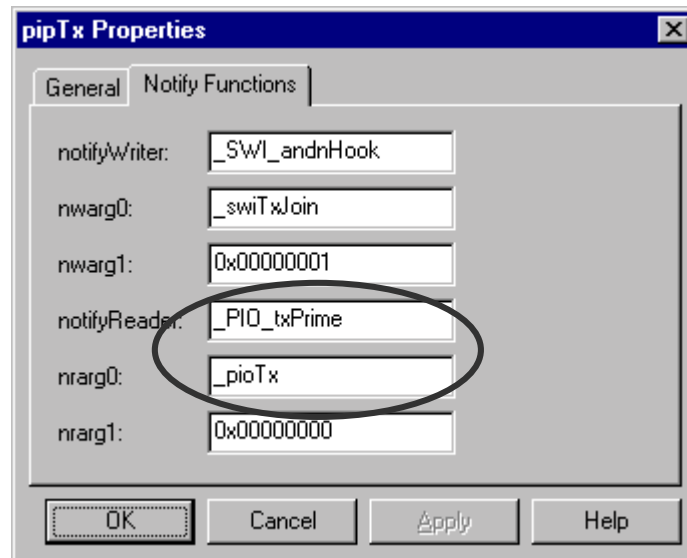 pipTx Properties
General Notify Functions
notifyWriter: _SWI_andnHook
nwarg0: _swiTxJoin
nwarg1: 0x00000001
notifyReader: _PIO_txPrime
nrarg0: _pioTx
nrarg1: 0x00000000
OK Cancel Apply Help